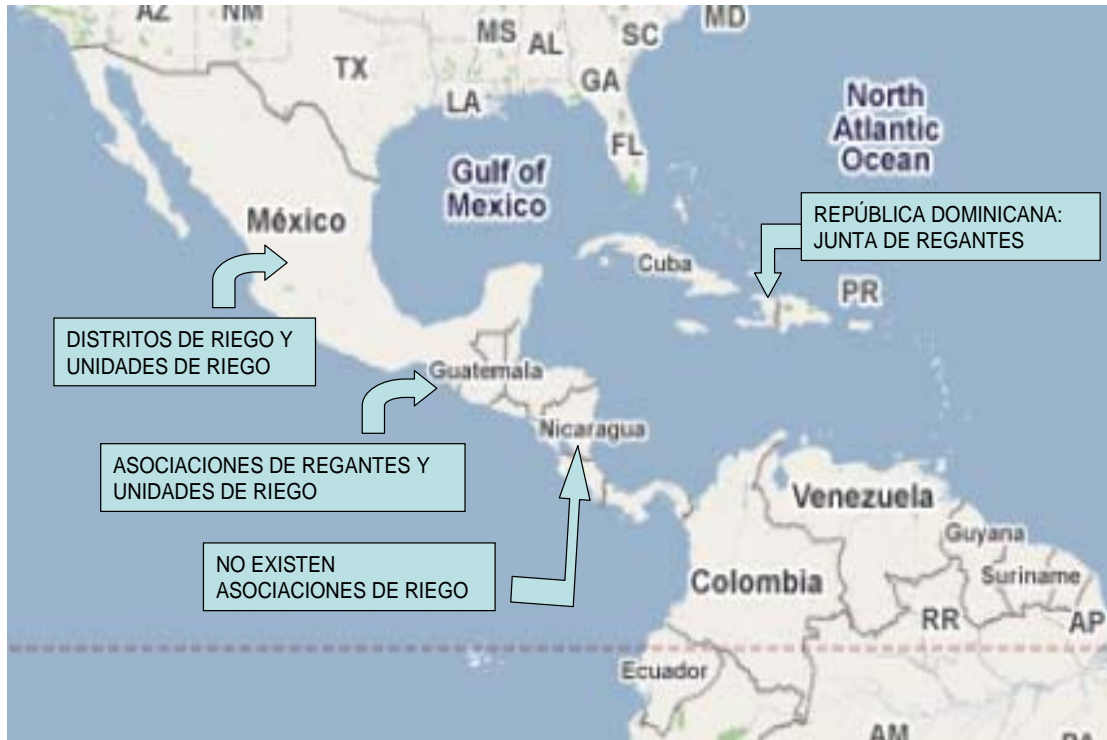 AZ NM
MS AL SC MD
TX
GA
LA
FL
North
Atlantic
Ocean
Gulf of
Mexico
México
REPÚBLICA DOMINICANA:
JUNTA DE REGANTES
Cuba
PR
DISTRITOS DE RIEGO Y
UNIDADES DE RIEGO
Guatemala
Nicaragua
ASOCIACIONES DE REGANTES Y
UNIDADES DE RIEGO
Venezuela
Guyana
NO EXISTEN
ASOCIACIONES DE RIEGO
Colombia
Suriname
RR
AP
Ecuador
AM
PA